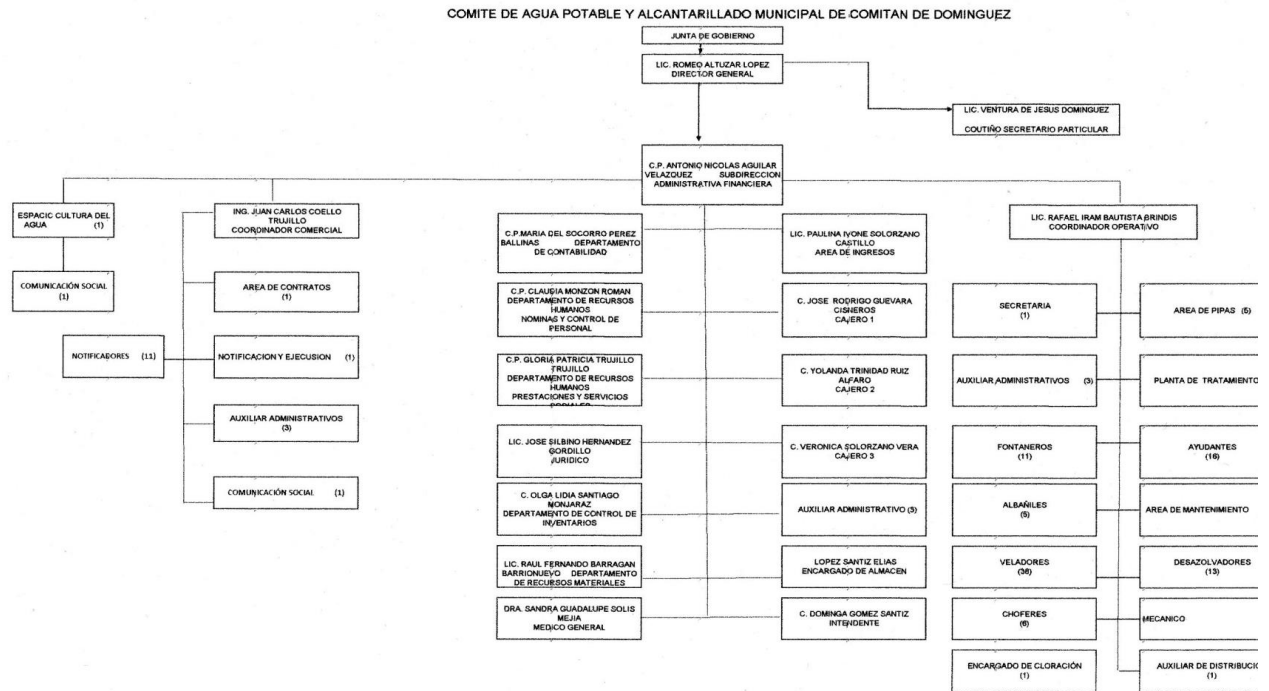 COMITE DE AGUA POTABLE Y ALCANTARILLADO MUNICIPAL DE COMITAN DE DOMINGUEZ
JUNTA DE GOBIERNO
LIC. ROMEO ALTUZAR LOPEZ
DIRECTOR GENERAL
LIC. VENTURA DE JESUS DOMINGUEZ
COUTIÑO SECRETARIO PARTICULAR
C.P. ANTONIO NICOLAS AGUILAR
VELAZQUEZ SUBDIRECCION
ADMINISTRATIVA FINANCIERA
ESPACIC CULTURA DEL
AGUA (1)
COMUNICACIÓN SOCIAL
(1)
ING. JUAN CARLOS COELLO
TRUJILLO
COORDINADOR COMERCIAL
AREA DE CONTRATOS
(1)
NOTIFICADORES (11)
NOTIFICACION Y EJECUSION (1)
AUXILIAR ADMINISTRATIVOS
(3)
COMUNICACIÓN SOCIAL (1)
C.P.MARIA DEL SOCORRO PEREZ
BALLINAS DEPARTAMENTO
DE CONTABILIDAD
LIC. PAULINA IVONE SOLORZANO
CASTILLO
AREA DE INGRESOS
C.P. CLAUDIA MONZON ROMAN
DEPARTAMENTO DE RECURSOS
HUMANOS
NOMINAS Y CONTROL DE
PERSONAL
C. JOSE RODRIGO GUEVARA
CISNEROS
CAJERO 1
C.P. GLORIA PATRICIA TRUJILLO
TRUJILLO
DEPARTAMENTO DE RECURSOS
HUMANOS
PRESTACIONES Y SERVICIOS
SOCIALES
C. YOLANDA TRINIDAD RUIZ
ALFARO
CAJERO 2
LIC. JOSE SILBINO HERNANDEZ
GORDILLO
JURIDICO
C. VERONICA SOLORZANO VERA
CAJERO 3
C. OLGA LIDIA SANTIAGO
MONJARAZ
DEPARTAMENTO DE CONTROL DE
INVENTARIOS
AUXILIAR ADMINISTRATIVO (3)
LIC. RAUL FERNANDO BARRAGAN
BARRIONUEVO DEPARTAMENTO
DE RECURSOS MATERIALES
LOPEZ SANTIZ ELIAS
ENCARGADO DE ALMACEN
DRA. SANDRA GUADALUPE SOLIS
MEJIA
MEDICO GENERAL
C. DOMINGA GOMEZ SANTIZ
INTENDENTE
LIC. RAFAEL IRAM BAUTISTA BRINDIS
COORDINADOR OPERATIVO
SECRETARIA
(1)
AREA DE PIPAS (5)
AUXILIAR ADMINISTRATIVOS (3)
PLANTA DE TRATAMIENTO
FONTANEROS
(11)
AYUDANTES
(16)
ALBAÑILES
(5)
AREA DE MANTENIMIENTO
VELADORES
(38)
DESAZOLVADORES
(13)
CHOFERES
(6)
MECANICO
ENCARGADO DE CLORACIÓN
(1)
AUXILIAR DE DISTRIBUCIO
(1)